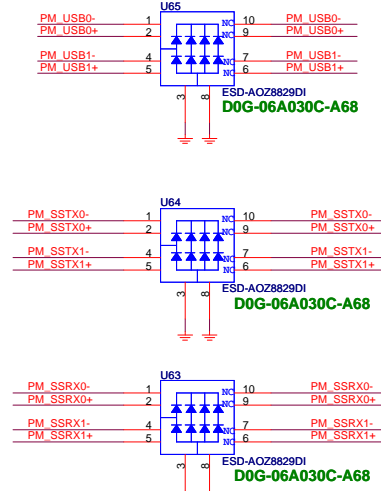 U65
PM_USB0- 1 NC 10 PM_USB0-
PM_USB0+ 2 NC 9 PM_USB0+
PM_USB1- 4 NC 7 PM_USB1-
PM_USB1+ 5 NC 6 PM_USB1+
3 8
ESD-AOZ8829DI
D0G-06A030C-A68
U64
PM_SSTX0- 1 NC 10 PM_SSTX0-
PM_SSTX0+ 2 NC 9 PM_SSTX0+
PM_SSTX1- 4 NC 7 PM_SSTX1-
PM_SSTX1+ 5 NC 6 PM_SSTX1+
3 8
ESD-AOZ8829DI
D0G-06A030C-A68
U63
PM_SSRX0- 1 NC 10 PM_SSRX0-
PM_SSRX0+ 2 NC 9 PM_SSRX0+
PM_SSRX1- 4 NC 7 PM_SSRX1-
PM_SSRX1+ 5 NC 6 PM_SSRX1+
3 8
ESD-AOZ8829DI
D0G-06A030C-A68